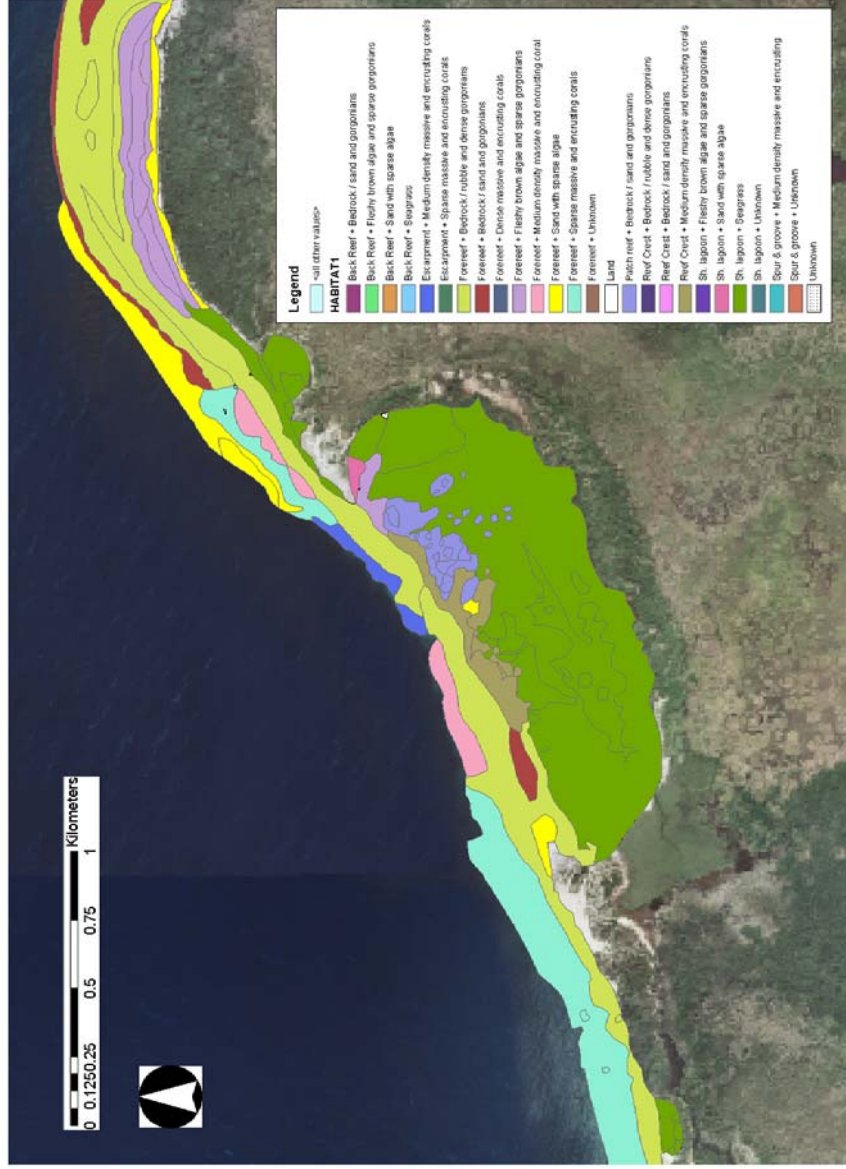 Kilometers
0 0.1250.25 0.5 0.75 1
Legend
<all other values>
HABITAT1
Back Reef + Bedrock / sand and gorgonians
Back Reef + Fleshy brown algae and sparse gorgonians
Back Reef + Sand with sparse algae
Back Reef + Seagrass
Escarpment + Medium density massive and encrusting corals
Escarpment + Sparse massive and encrusting corals
Forereef + Bedrock / rubble and dense gorgonians
Forereef + Bedrock / sand and gorgonians
Forereef + Dense massive and encrusting corals
Forereef + Fleshy brown algae and sparse gorgonians
Forereef + Medium density massive and encrusting coral
Forereef + Sand with sparse algae
Forereef + Sparse massive and encrusting corals
Forereef + Unknown
Land
Patch reef + Bedrock / sand and gorgonians
Reef Crest + Bedrock / rubble and dense gorgonians
Reef Crest + Bedrock / sand and gorgonians
Reef Crest + Medium density massive and encrusting corals
Sh. lagoon + Fleshy brown algae and sparse gorgonians
Sh. lagoon + Sand with sparse algae
Sh. lagoon + Seagrass
Sh. lagoon + Unknown
Spur & groove + Medium density massive and encrusting
Spur & groove + Unknown
Unknown